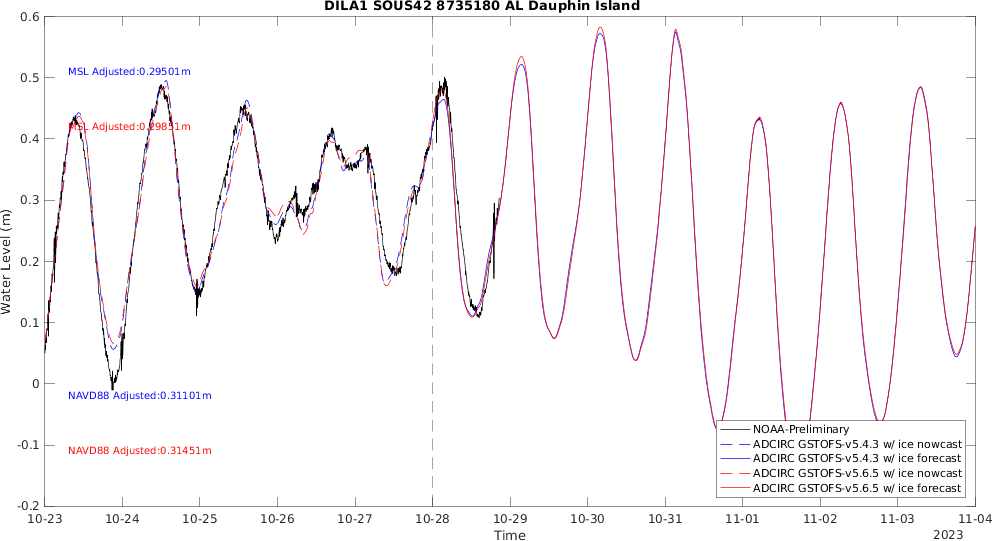 DILA1 SOUS42 8735180 AL Dauphin Island
0.6
0.5
0.4
0.3
0.2
0.1
0
-0.1
-0.2
Water Level (m)
MSL Adjusted:0.29501m
MSL Adjusted:0.29851m
NAVD88 Adjusted:0.31101m
NAVD88 Adjusted:0.31451m
NOAA-Preliminary
ADCIRC GSTOFS-v5.4.3 w/ ice nowcast
ADCIRC GSTOFS-v5.4.3 w/ ice forecast
ADCIRC GSTOFS-v5.6.5 w/ ice nowcast
ADCIRC GSTOFS-v5.6.5 w/ ice forecast
10-23 10-24 10-25 10-26 10-27 10-28 10-29 10-30 10-31 11-01 11-02 11-03 11-04
Time
2023